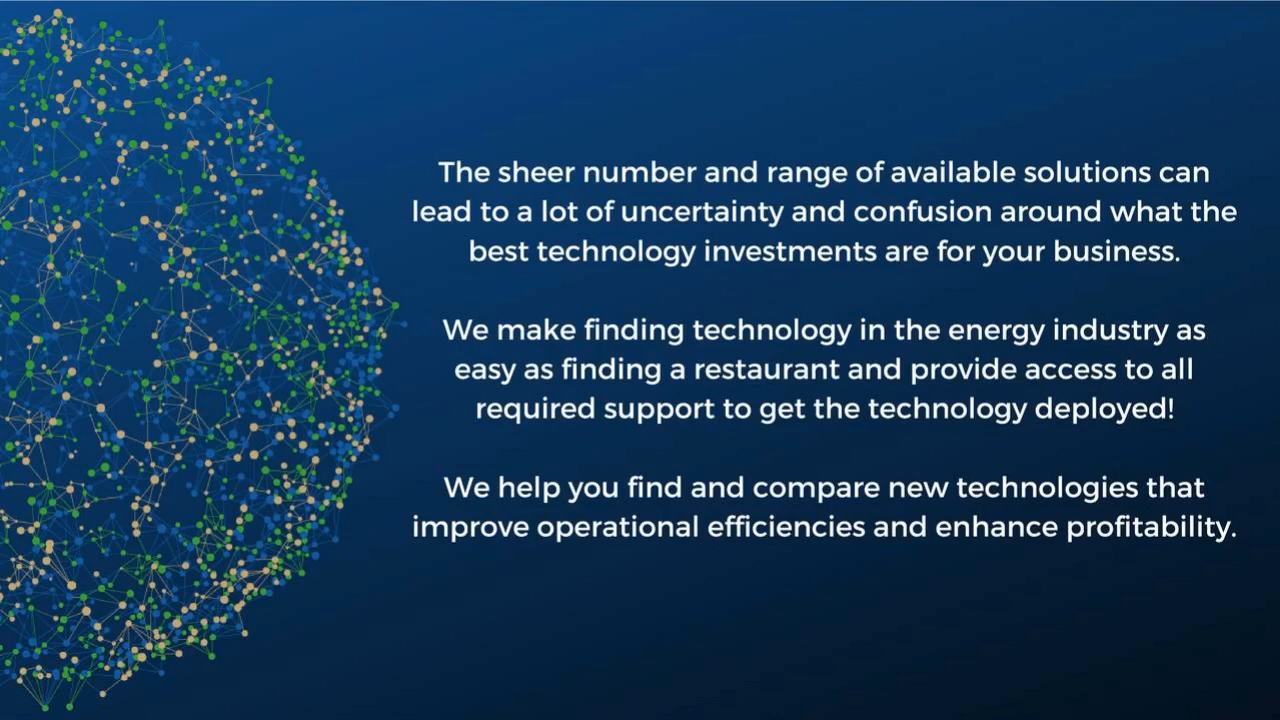 The sheer number and range of available solutions can
lead to a lot of uncertainty and confusion around what the
best technology investments are for your business.
We make finding technology in the energy industry as
easy as finding a restaurant and provide access to all
required support to get the technology deployed!
We help you find and compare new technologies that
improve operational efficiencies and enhance profitability.